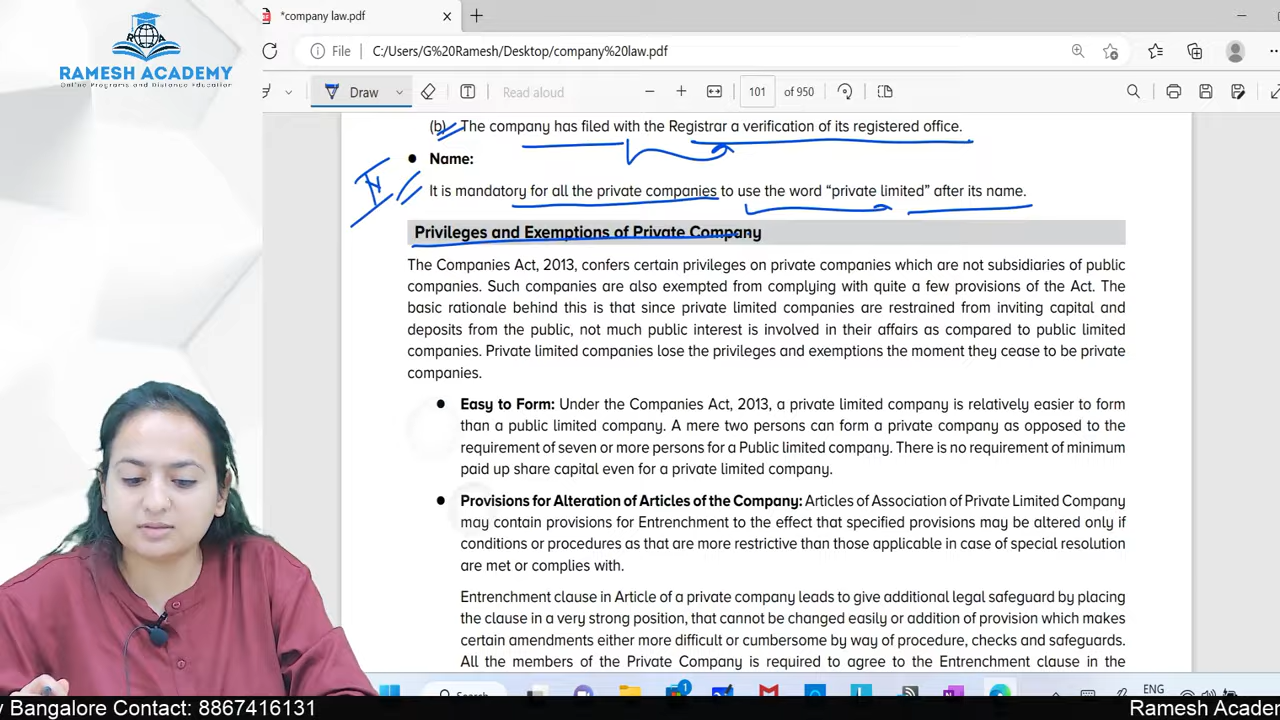 *company law.pdf
RA
RAMESH ACADEMY
Online Programs and Distance Education
File C:/Users/G%20Ramesh/Desktop/company%20law.pdf
Draw Read aloud 101 of 950
(b) The company has filed with the Registrar a verification of its registered office.
● Name:
It is mandatory for all the private companies to use the word “private limited” after its name.
Privileges and Exemptions of Private Company
The Companies Act, 2013, confers certain privileges on private companies which are not subsidiaries of public
companies. Such companies are also exempted from complying with quite a few provisions of the Act. The
basic rationale behind this is that since private limited companies are restrained from inviting capital and
deposits from the public, not much public interest is involved in their affairs as compared to public limited
companies. Private limited companies lose the privileges and exemptions the moment they cease to be private
companies.
● Easy to Form: Under the Companies Act, 2013, a private limited company is relatively easier to form
than a public limited company. A mere two persons can form a private company as opposed to the
requirement of seven or more persons for a Public limited company. There is no requirement of minimum
paid up share capital even for a private limited company.
● Provisions for Alteration of Articles of the Company: Articles of Association of Private Limited Company
may contain provisions for Entrenchment to the effect that specified provisions may be altered only if
conditions or procedures as that are more restrictive than those applicable in case of special resolution
are met or complies with.
Entrenchment clause in Article of a private company leads to give additional legal safeguard by placing
the clause in a very strong position, that cannot be changed easily or addition of provision which makes
certain amendments either more difficult or cumbersome by way of procedure, checks and safeguards.
All the members of the Private Company is required to agree to the Entrenchment clause in the
Search
ENG
y Bangalore Contact: 8867416131
Ramesh Acader